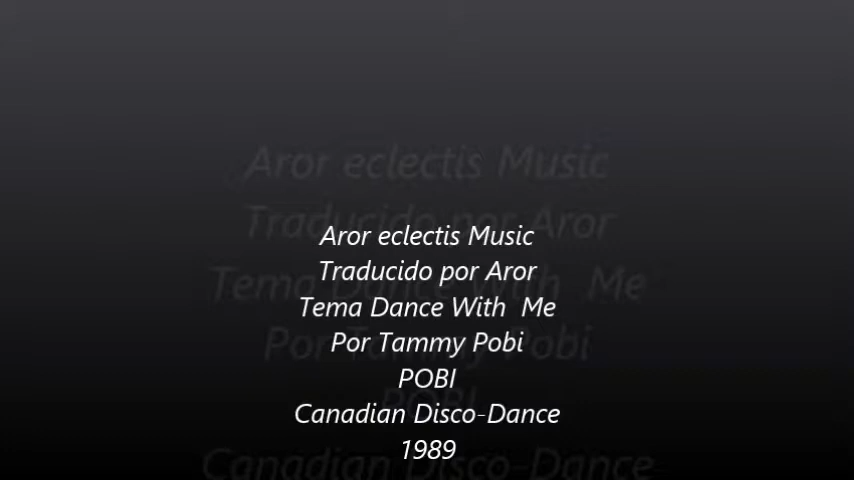 Aror eclectis Music
Traducido por Aror
Tema Dance With  Me
Por Tammy Pobi
POBI
Canadian Disco-Dance
1989